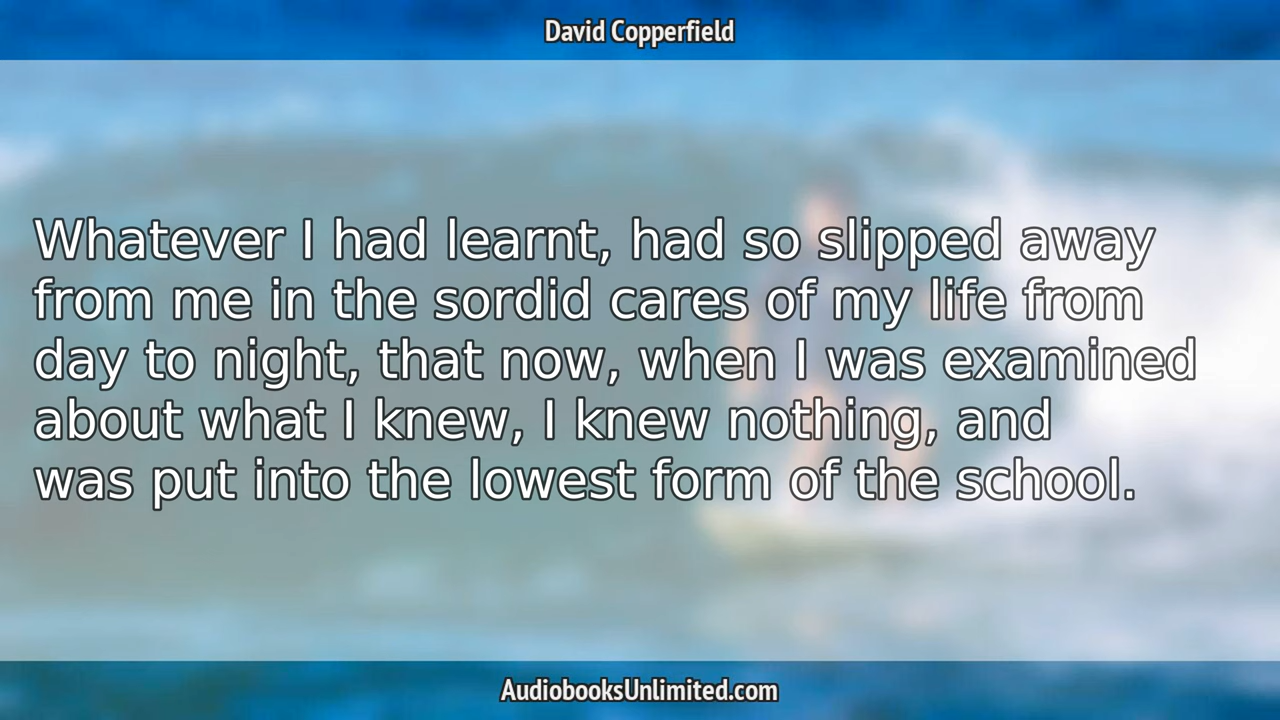 David Copperfield
Whatever I had learnt, had so slipped away
from me in the sordid cares of my life from
day to night, that now, when I was examined
about what I knew, I knew nothing, and
was put into the lowest form of the school.
AudiobooksUnlimited.com